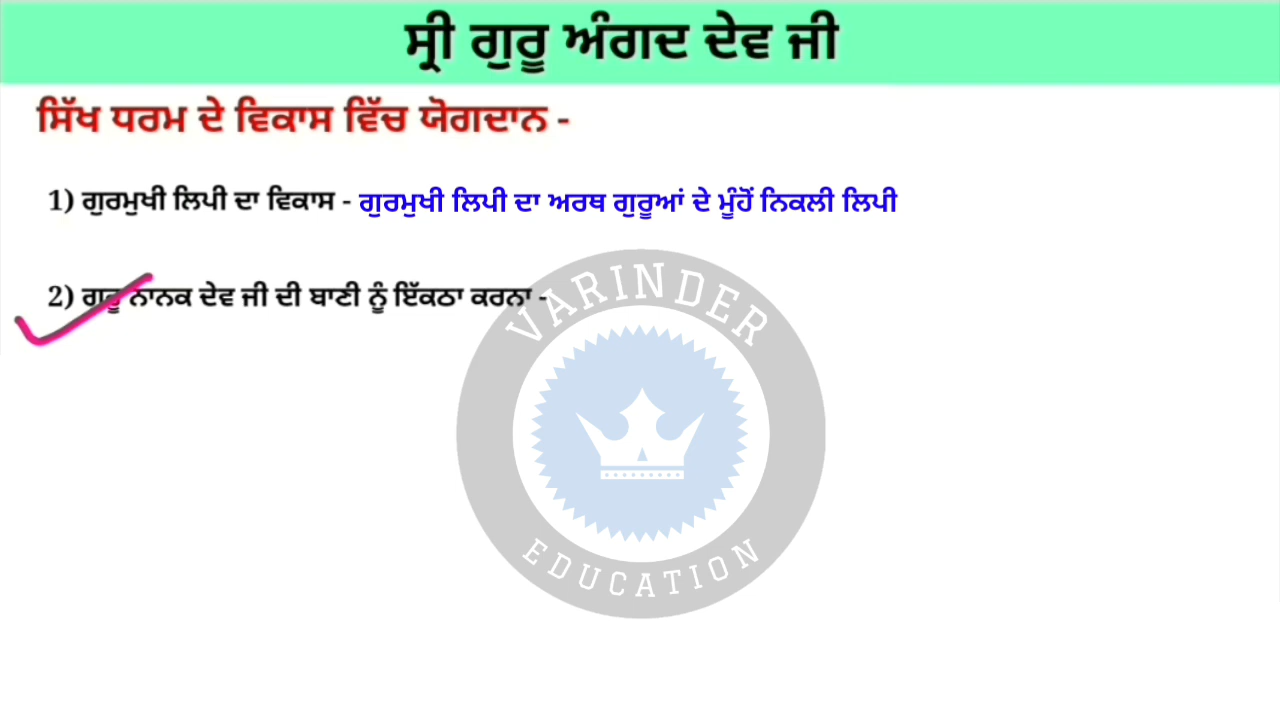 ਸ੍ਰੀ ਗੁਰੂ ਅੰਗਦ ਦੇਵ ਜੀ
ਸਿੱਖ ਧਰਮ ਦੇ ਵਿਕਾਸ ਵਿੱਚ ਯੋਗਦਾਨ -
1) ਗੁਰਮੁਖੀ ਲਿਪੀ ਦਾ ਵਿਕਾਸ - ਗੁਰਮੁਖੀ ਲਿਪੀ ਦਾ ਅਰਥ ਗੁਰੂਆਂ ਦੇ ਮੂੰਹੋਂ ਨਿਕਲੀ ਲਿਪੀ
2) ਗੁਰੂ ਨਾਨਕ ਦੇਵ ਜੀ ਦੀ ਬਾਣੀ ਨੂੰ ਇੱਕਠਾ ਕਰਨਾ -
VARINDER
EDUCATION